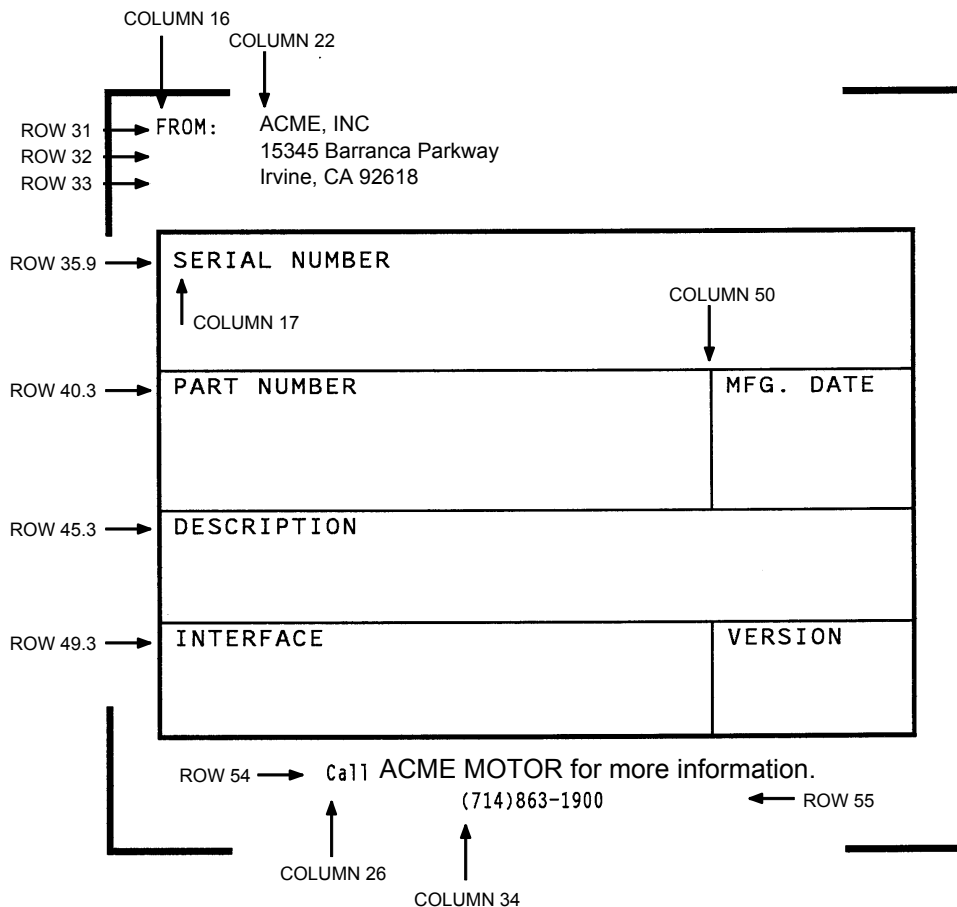 COLUMN 16
COLUMN 22
ROW 31 FROM: ACME, INC
ROW 32 15345 Barranca Parkway
ROW 33 Irvine, CA 92618
ROW 35.9 SERIAL NUMBER
COLUMN 17
COLUMN 50
ROW 40.3 PART NUMBER MFG. DATE
ROW 45.3 DESCRIPTION
ROW 49.3 INTERFACE VERSION
ROW 54 Call ACME MOTOR for more information.
(714)863-1900 ROW 55
COLUMN 26
COLUMN 34